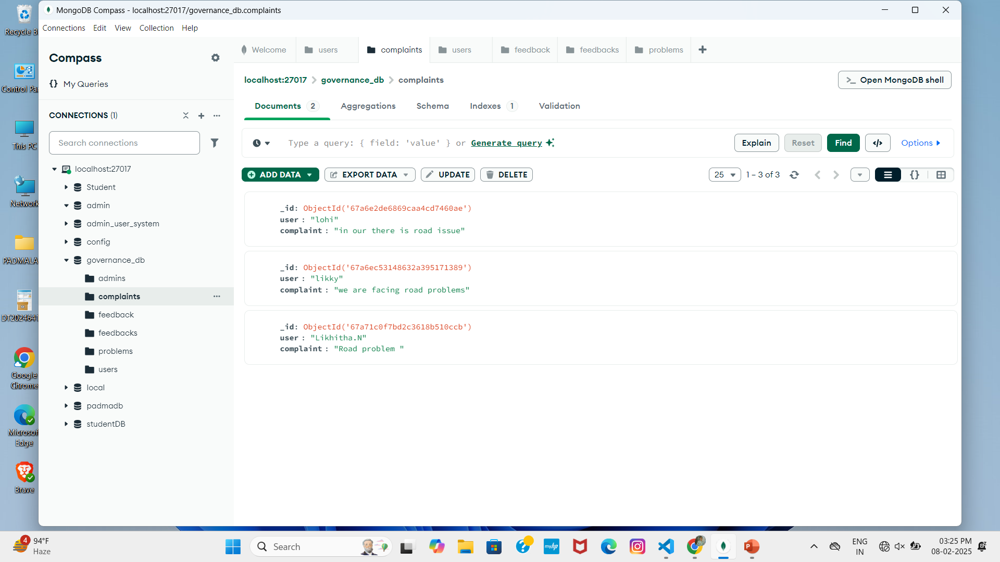 MongoDB Compass - localhost:27017/governance_db.complaints
Connections Edit View Collection Help
Recycle B
Control Pa
This PC
Network
PADMALA
DT2024641
Google
Chrome
Microsof
Edge
Brave
Compass
{} My Queries
CONNECTIONS (1)
Search connections
localhost:27017
Student
admin
admin_user_system
config
governance_db
admins
complaints
feedback
feedbacks
problems
users
local
padmadb
studentDB
Welcome users complaints users feedback feedbacks problems
localhost:27017 governance_db complaints
>_ Open MongoDB shell
Documents 2 Aggregations Schema Indexes 1 Validation
Type a query: { field: 'value' } or Generate query
Explain Reset Find </> Options
ADD DATA EXPORT DATA UPDATE DELETE
25 1 – 3 of 3 {}
_id: ObjectId('67a6e2de6869caa4cd7460ae')
user : "lohi"
complaint : "in our there is road issue"
_id: ObjectId('67a6ec53148632a395171389')
user : "likky"
complaint : "we are facing road problems"
_id: ObjectId('67a71c0f7bd2c3618b510ccb')
user : "Likhitha.N"
complaint : "Road problem "
4
94°F
Haze
Search
myhp
ENG
IN
03:25 PM
08-02-2025